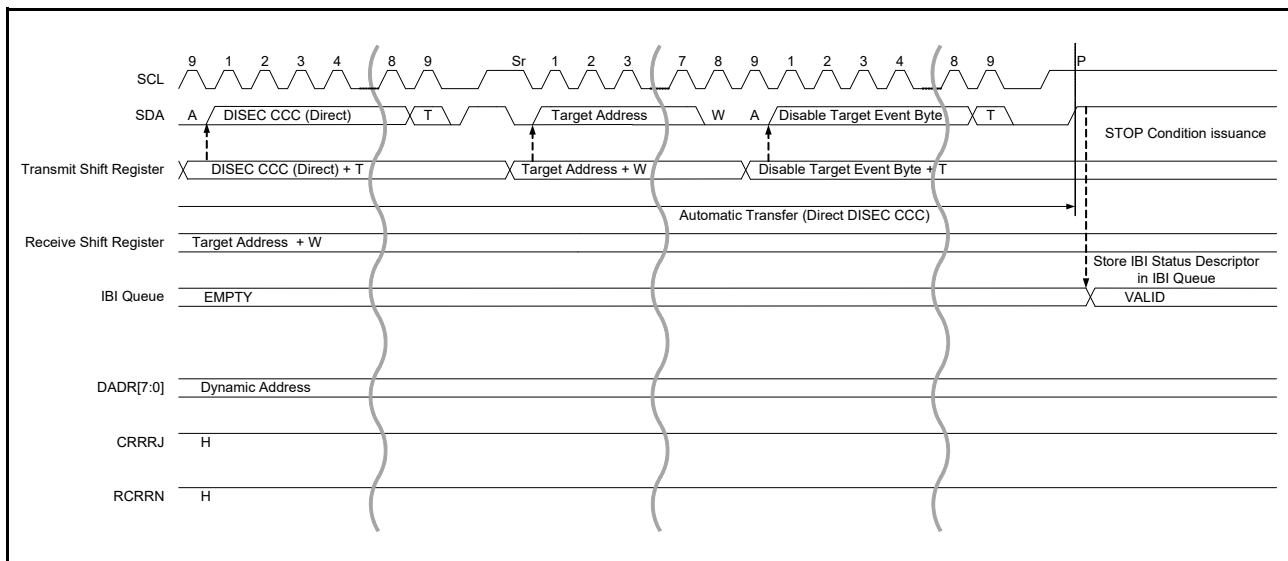 9 1 2 3 4 8 9 Sr 1 2 3 7 8 9 1 2 3 4 8 9 P
SCL
SDA A DISEC CCC (Direct) T Target Address W A Disable Target Event Byte T
STOP Condition issuance
Transmit Shift Register DISEC CCC (Direct) + T Target Address + W Disable Target Event Byte + T
Automatic Transfer (Direct DISEC CCC)
Receive Shift Register Target Address + W
Store IBI Status Descriptor
in IBI Queue
IBI Queue EMPTY VALID
DADR[7:0] Dynamic Address
CRRRJ H
RCRRN H